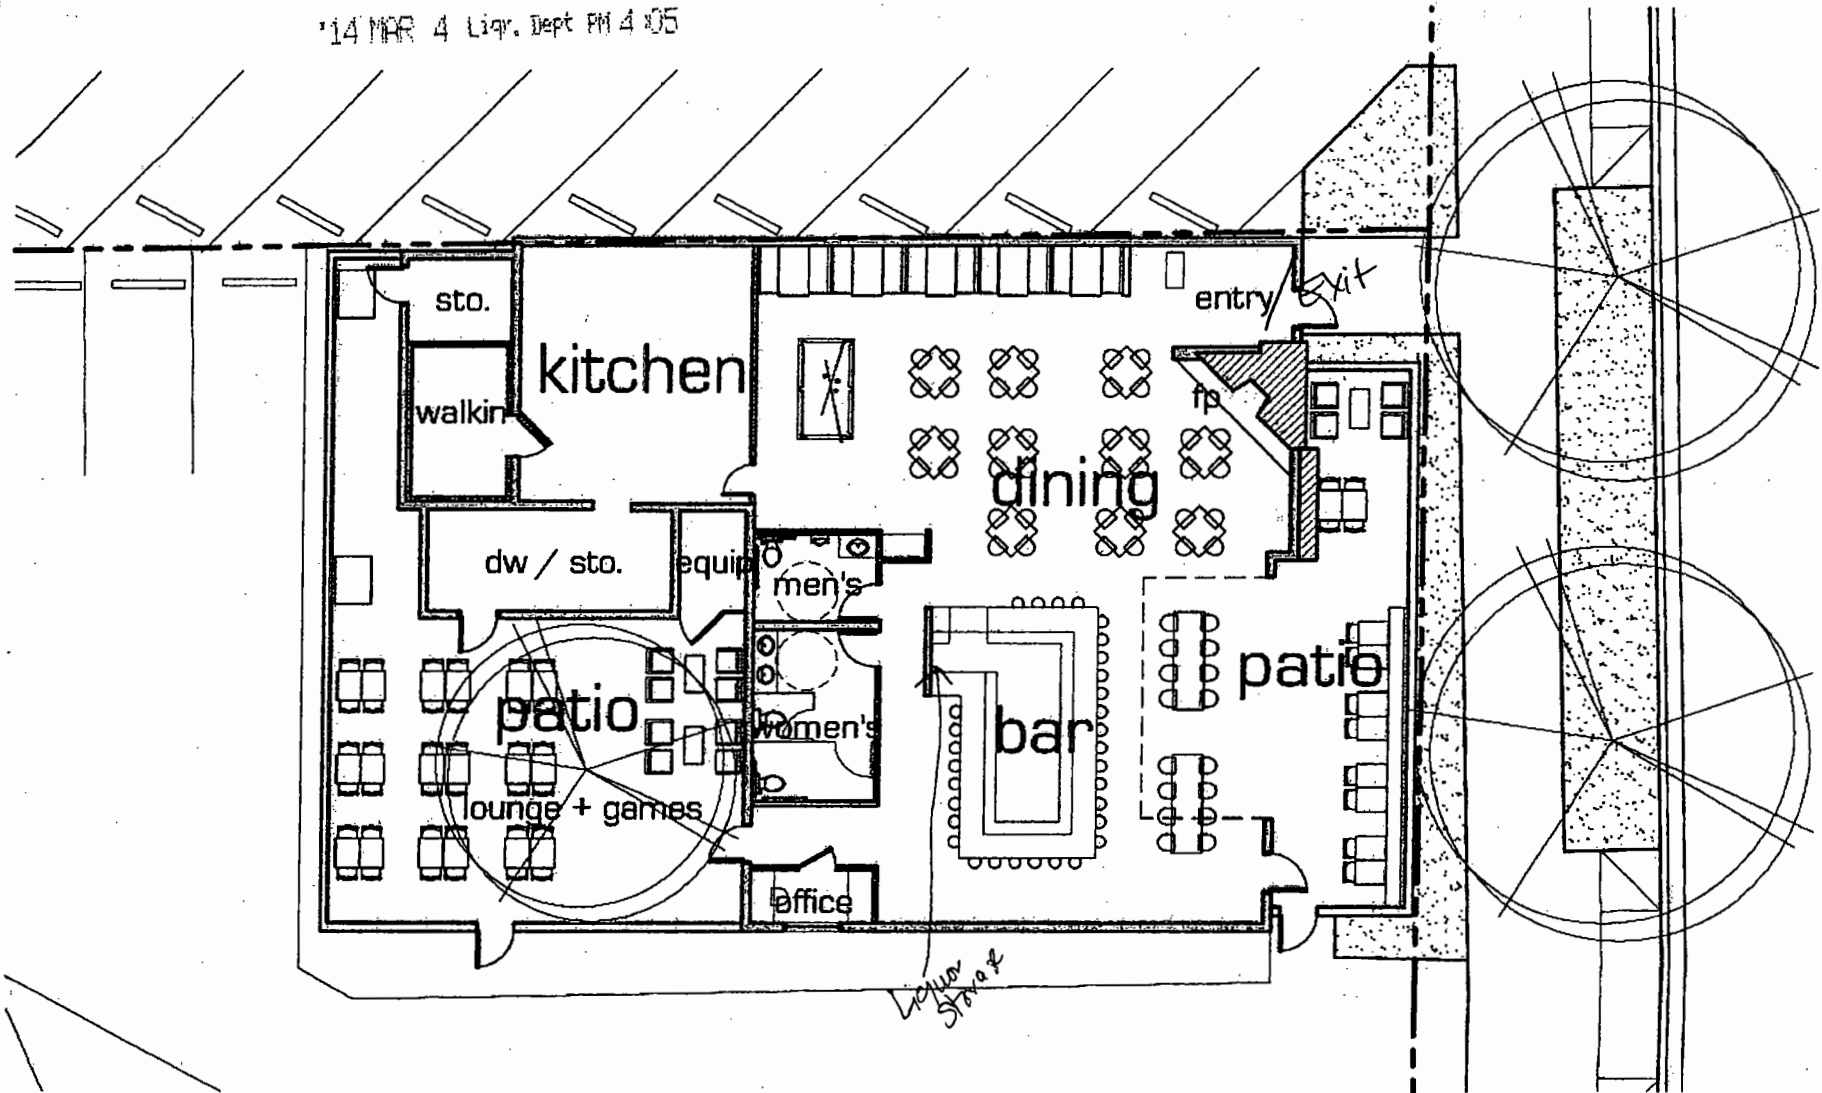 '14 MAR 4 Liqr. Dept PM 4:05
sto.
entry
Exit
kitchen
walkin
fp
dining
dw / sto.
equip
men's
patio
patio
women's
bar
lounge + games
office
Liquor